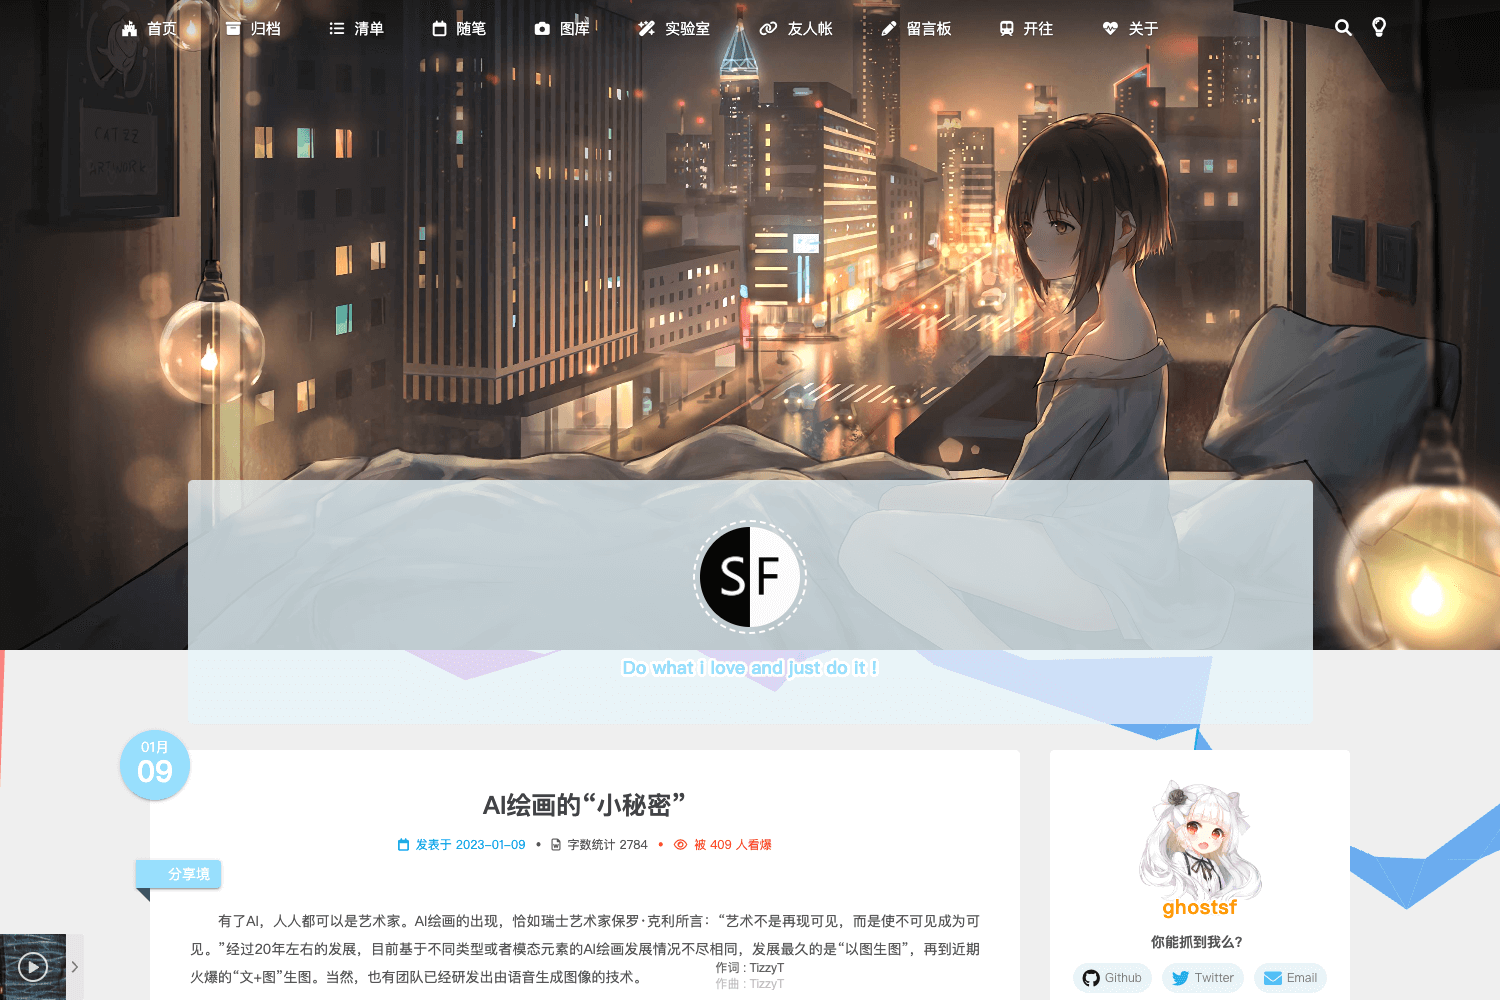 首页 归档 清单 随笔 图库 实验室 友人帐 留言板 开往 关于
CAT ZZ
ARTWORK
SF
Do what i love and just do it !
01月
09
AI绘画的“小秘密”
发表于 2023-01-09 • 字数统计 2784 • 被 409 人看爆
分享境
有了AI，人人都可以是艺术家。AI绘画的出现，恰如瑞士艺术家保罗·克利所言：“艺术不是再现可见，而是使不可见成为可
见。”经过20年左右的发展，目前基于不同类型或者模态元素的AI绘画发展情况不尽相同，发展最久的是“以图生图”，再到近期
火爆的“文+图”生图。当然，也有团队已经研发出由语音生成图像的技术。
作词 : TizzyT
作曲 : TizzyT
ghostsf
你能抓到我么?
Github Twitter Email